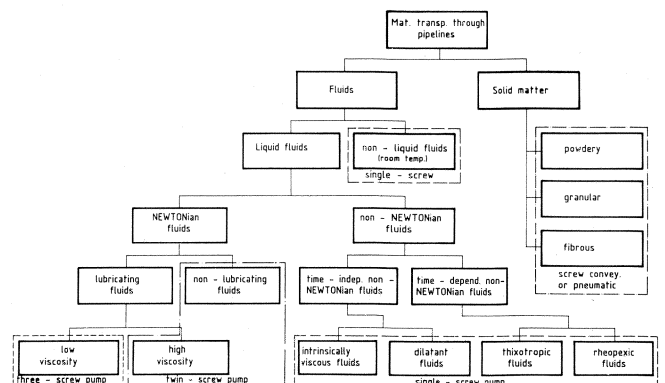 Mat. transp. through
pipelines
Fluids
Solid matter
Liquid fluids
non - liquid fluids
(room temp.)
single - screw
powdery
granular
fibrous
screw convey.
or pneumatic
NEWTONian
fluids
non - NEWTONian
fluids
lubricating
fluids
non - lubricating
fluids
time - indep. non -
NEWTONian fluids
time - depend. non-
NEWTONian fluids
low
viscosity
three - screw pump
high
viscosity
twin - screw pump
intrinsically
viscous fluids
dilatant
fluids
thixotropic
fluids
rheopexic
fluids
single - screw pump